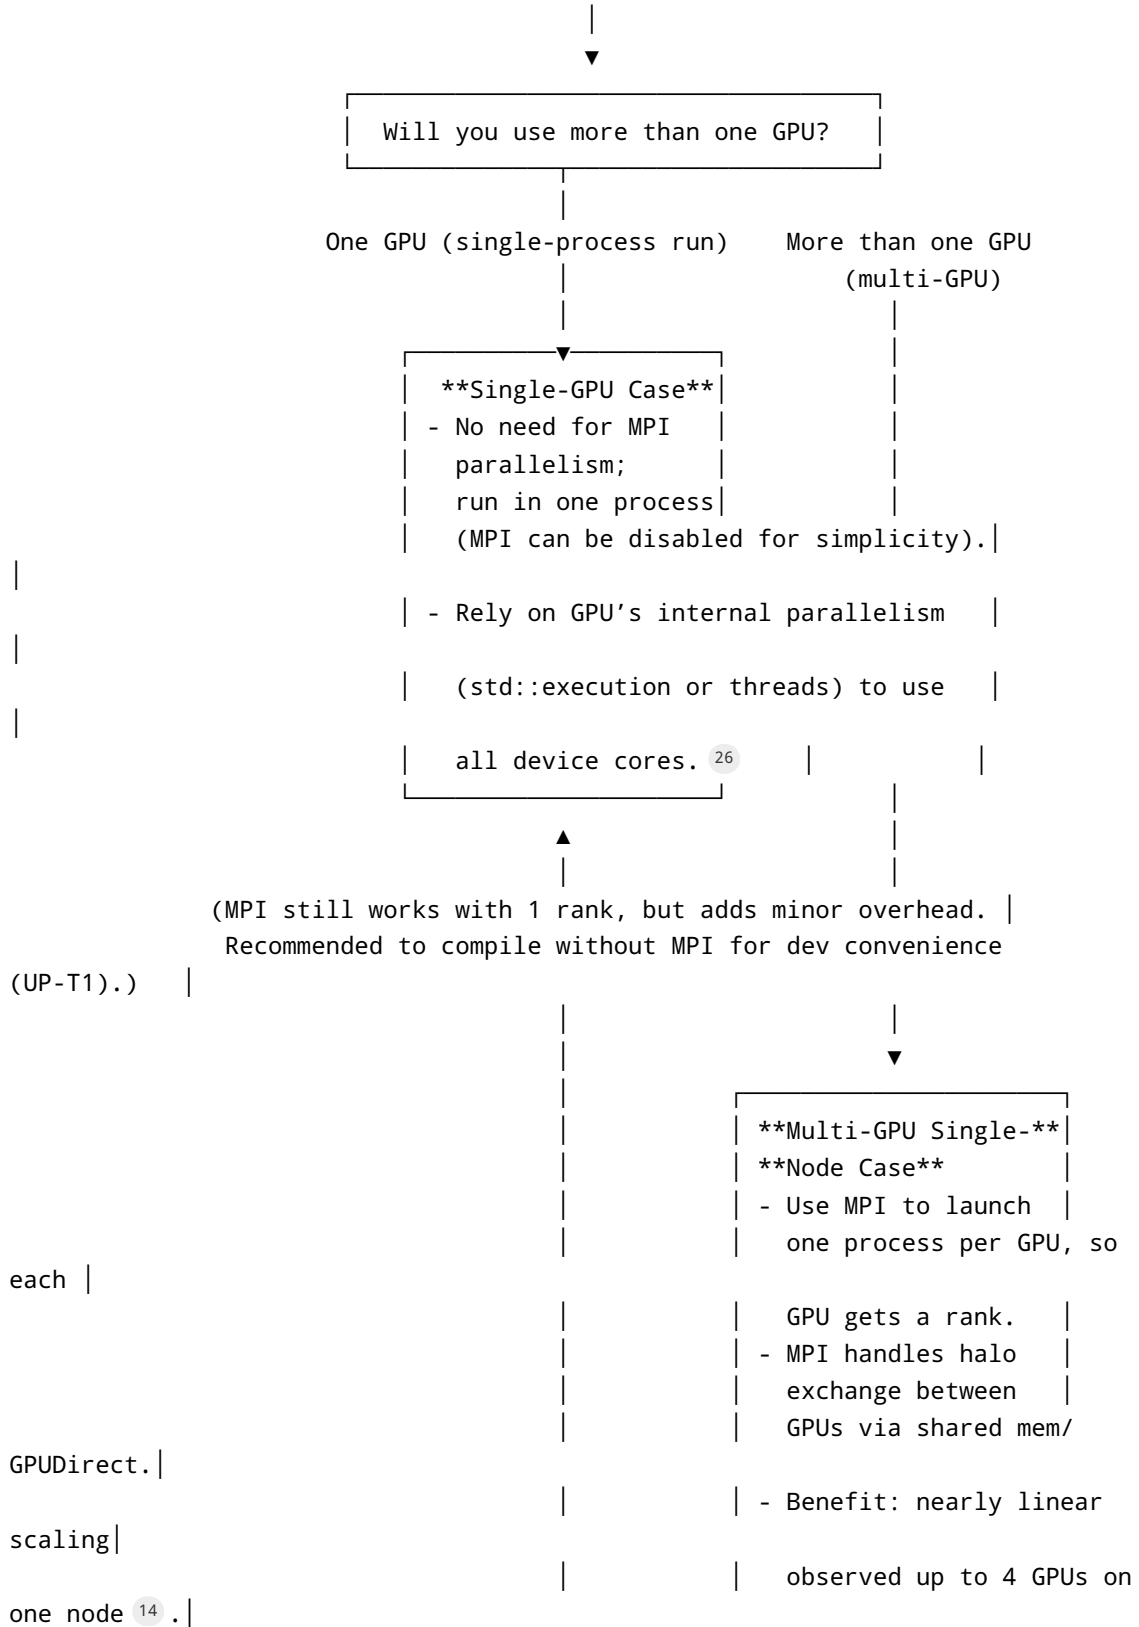 Will you use more than one GPU?
One GPU (single-process run)    More than one GPU
(multi-GPU)
**Single-GPU Case**
- No need for MPI
parallelism;
run in one process
(MPI can be disabled for simplicity).
- Rely on GPU’s internal parallelism
(std::execution or threads) to use
all device cores. 26
(MPI still works with 1 rank, but adds minor overhead.
Recommended to compile without MPI for dev convenience
(UP-T1).)
**Multi-GPU Single-**
**Node Case**
- Use MPI to launch
one process per GPU, so
each
GPU gets a rank.
- MPI handles halo
exchange between
GPUs via shared mem/
GPUDirect.
- Benefit: nearly linear
scaling
observed up to 4 GPUs on
one node 14 .